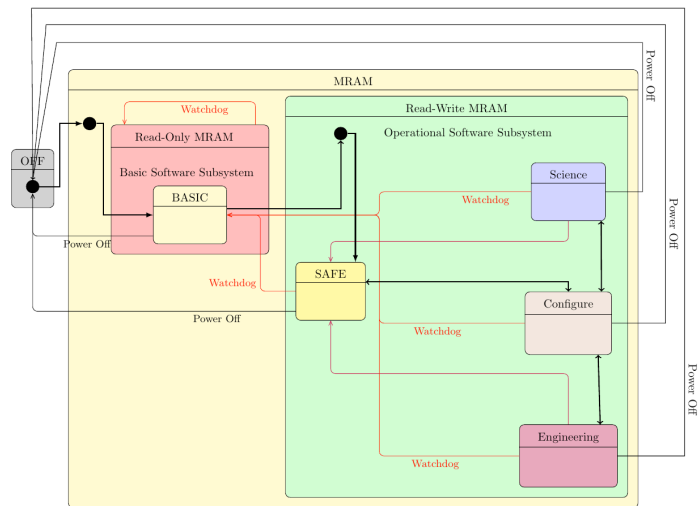 MRAM
Watchdog
Read-Write MRAM
Power Off
Read-Only MRAM
Operational Software Subsystem
OFF
Basic Software Subsystem
Science
BASIC
Watchdog
Power Off
Power Off
SAFE
Watchdog
Configure
Power Off
Watchdog
Power Off
Engineering
Watchdog